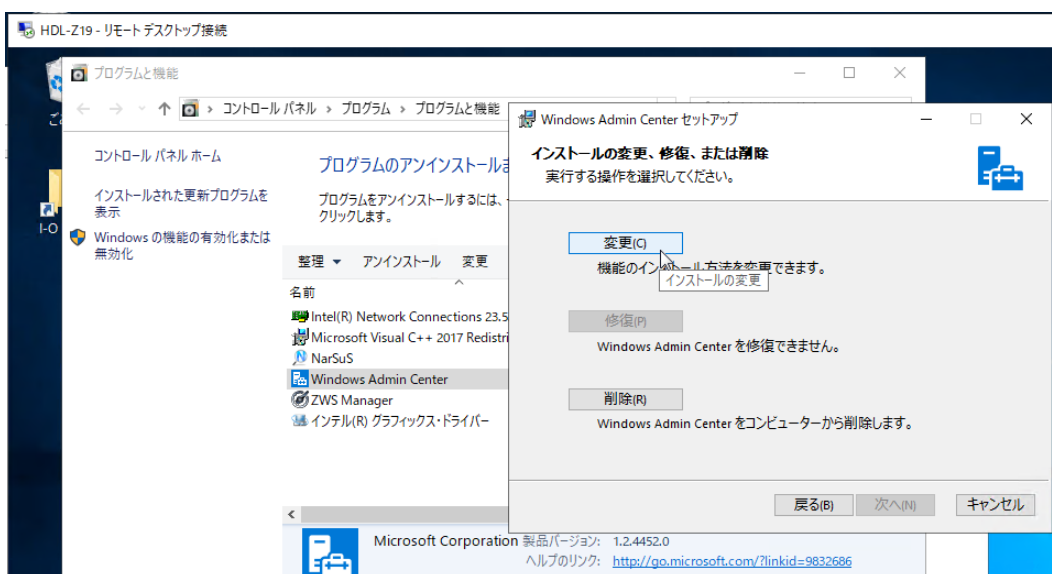 HDL-Z19 - リモート デスクトップ接続
プログラムと機能
コントロール パネル › プログラム › プログラムと機能
コントロール パネル ホーム
インストールされた更新プログラムを
表示
Windows の機能の有効化または
無効化
I-O
プログラムのアンインストール
プログラムをアンインストールするには、
クリックします。
整理 アンインストール 変更
名前
Intel(R) Network Connections 23.5
Microsoft Visual C++ 2017 Redistri
NarSuS
Windows Admin Center
ZWS Manager
インテル(R) グラフィックス・ドライバー
Microsoft Corporation 製品バージョン: 1.2.4452.0
ヘルプのリンク: http://go.microsoft.com/?linkid=9832686
Windows Admin Center セットアップ
インストールの変更、修復、または削除
実行する操作を選択してください。
変更(C)
機能のインストール方法を変更できます。
インストールの変更
修復(P)
Windows Admin Center を修復できません。
削除(R)
Windows Admin Center をコンピューターから削除します。
戻る(B) 次へ(N) キャンセル